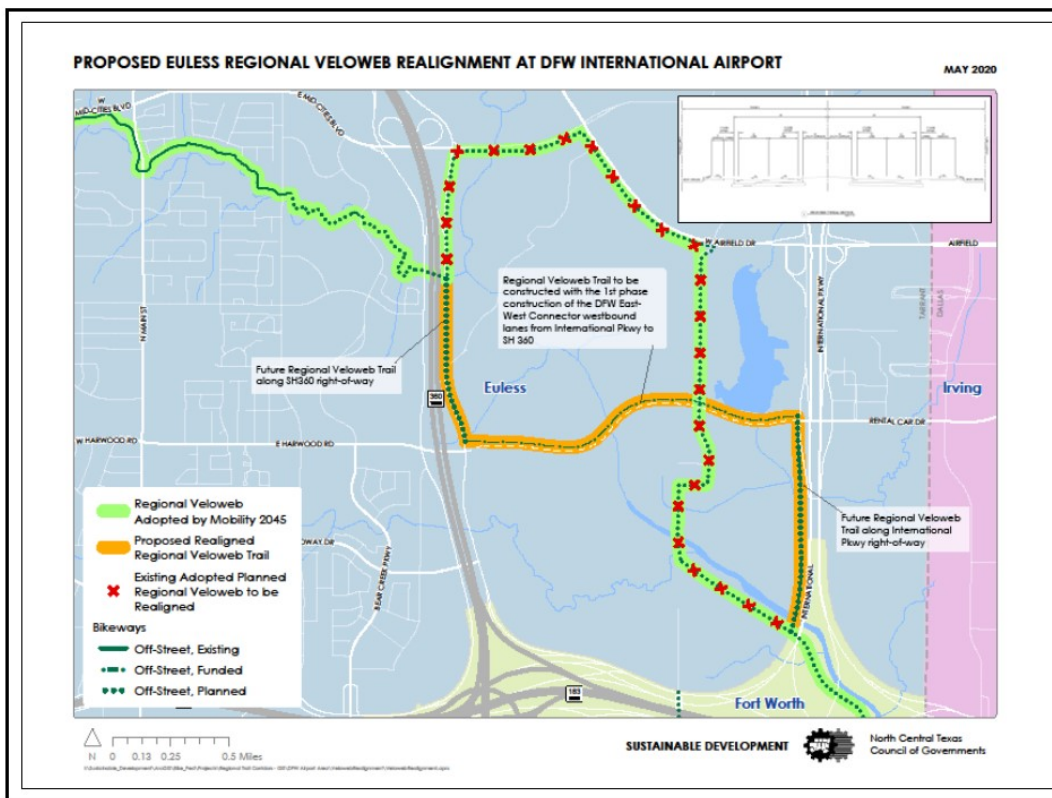 PROPOSED EULESS REGIONAL VELOWEB REALIGNMENT AT DFW INTERNATIONAL AIRPORT
MAY 2020
W
MID-CITIES BLVD
E MID-CITIES BLVD
N MAIN ST
W AIRFIELD DR
AIRFIELD
INTERNATIONAL PKWY
TARRANT
DALLAS
Regional Veloweb Trail to be
constructed with the 1st phase
construction of the DFW East-
West Connector westbound
lanes from International Pkwy to
SH 360
Future Regional Veloweb Trail
along SH360 right-of-way
360
Euless
Irving
RENTAL CAR DR
W HARWOOD RD
E HARWOOD RD
Future Regional Veloweb
Trail along International
Pkwy right-of-way
BEAR CREEK PKWY
INTERNATIONAL
183
Fort Worth
Regional Veloweb
Adopted by Mobility 2045
Proposed Realigned
Regional Veloweb Trail
Existing Adopted Planned
Regional Veloweb to be
Realigned
Bikeways
Off-Street, Existing
Off-Street, Funded
Off-Street, Planned
N
0 0.13 0.25 0.5 Miles
SUSTAINABLE DEVELOPMENT
North Central Texas
Council of Governments